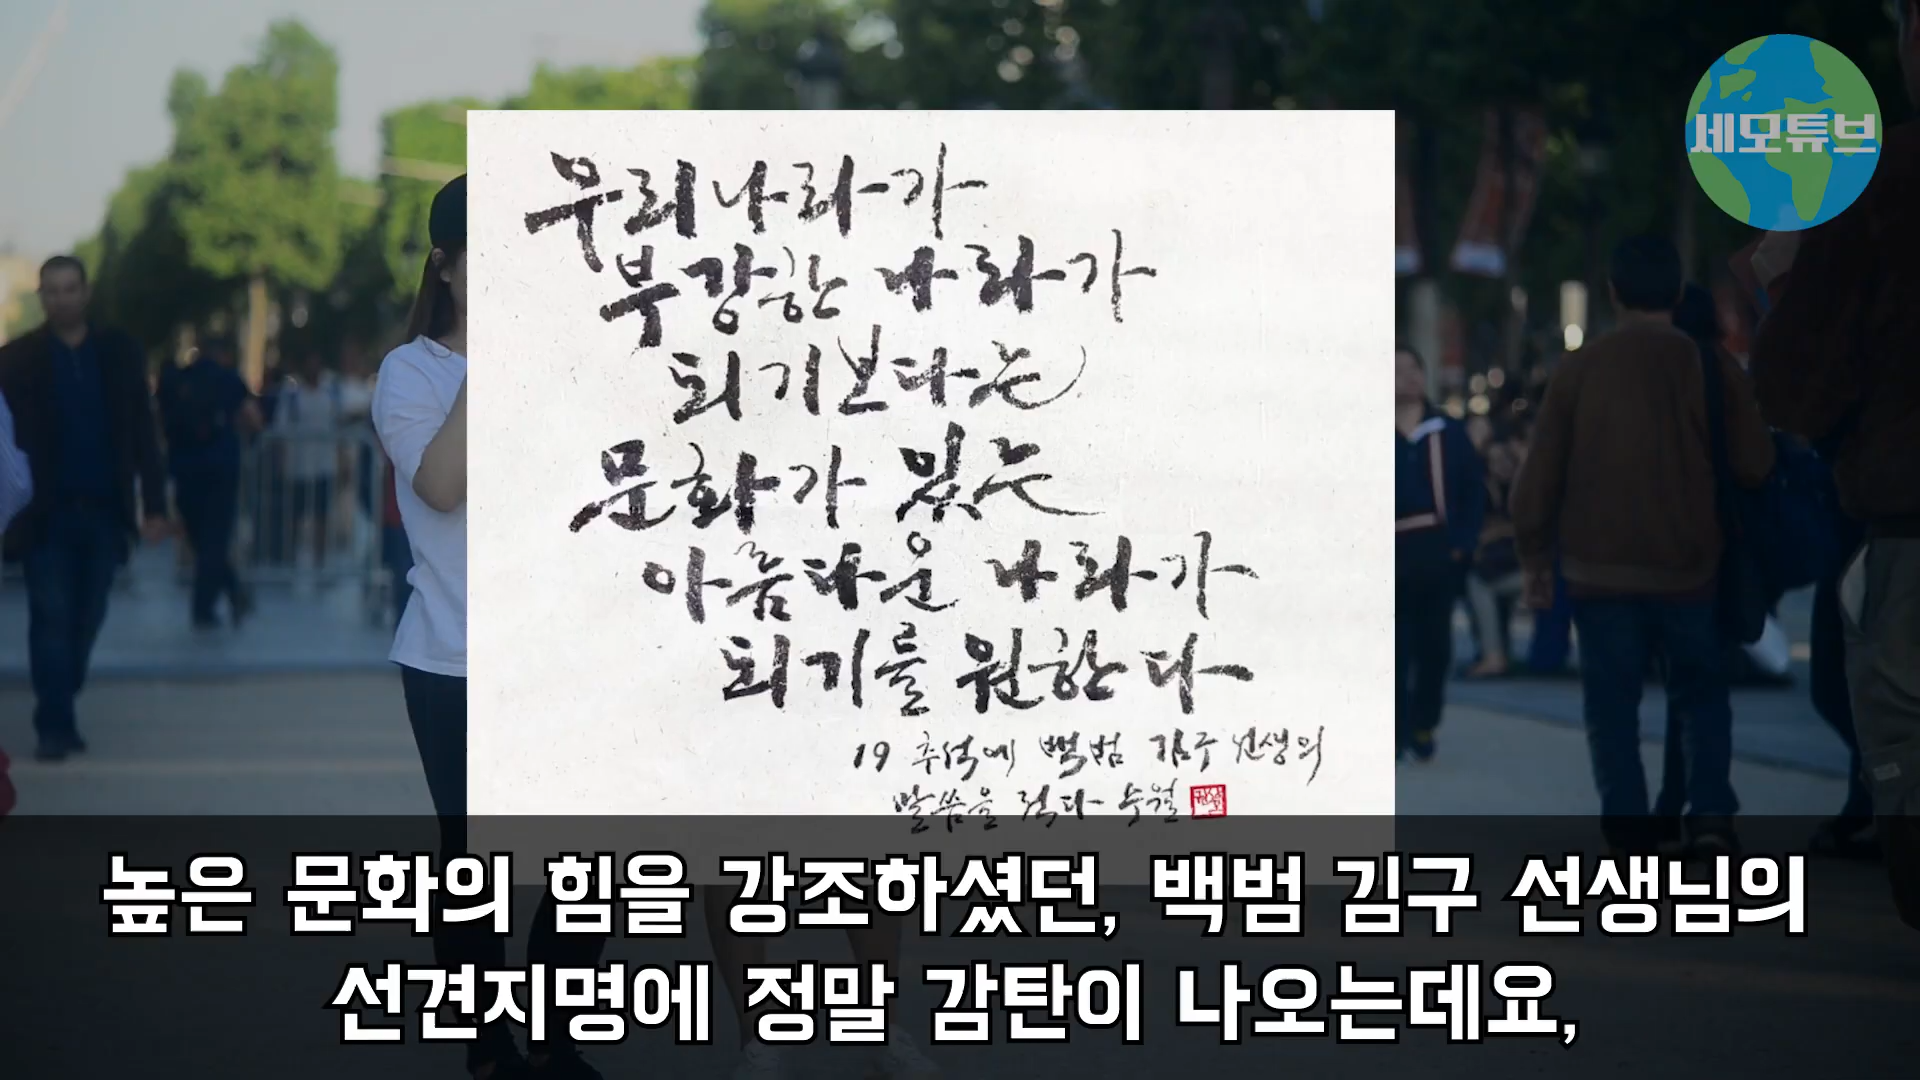 세모튜브
우리나라가
부강한 나라가
되기보다는
문화가 있는
아름다운 나라가
되기를 원한다
19 추석에 백범 김구 선생의
말씀을 적다 수월
높은 문화의 힘을 강조하셨던, 백범 김구 선생님의
선견지명에 정말 감탄이 나오는데요,